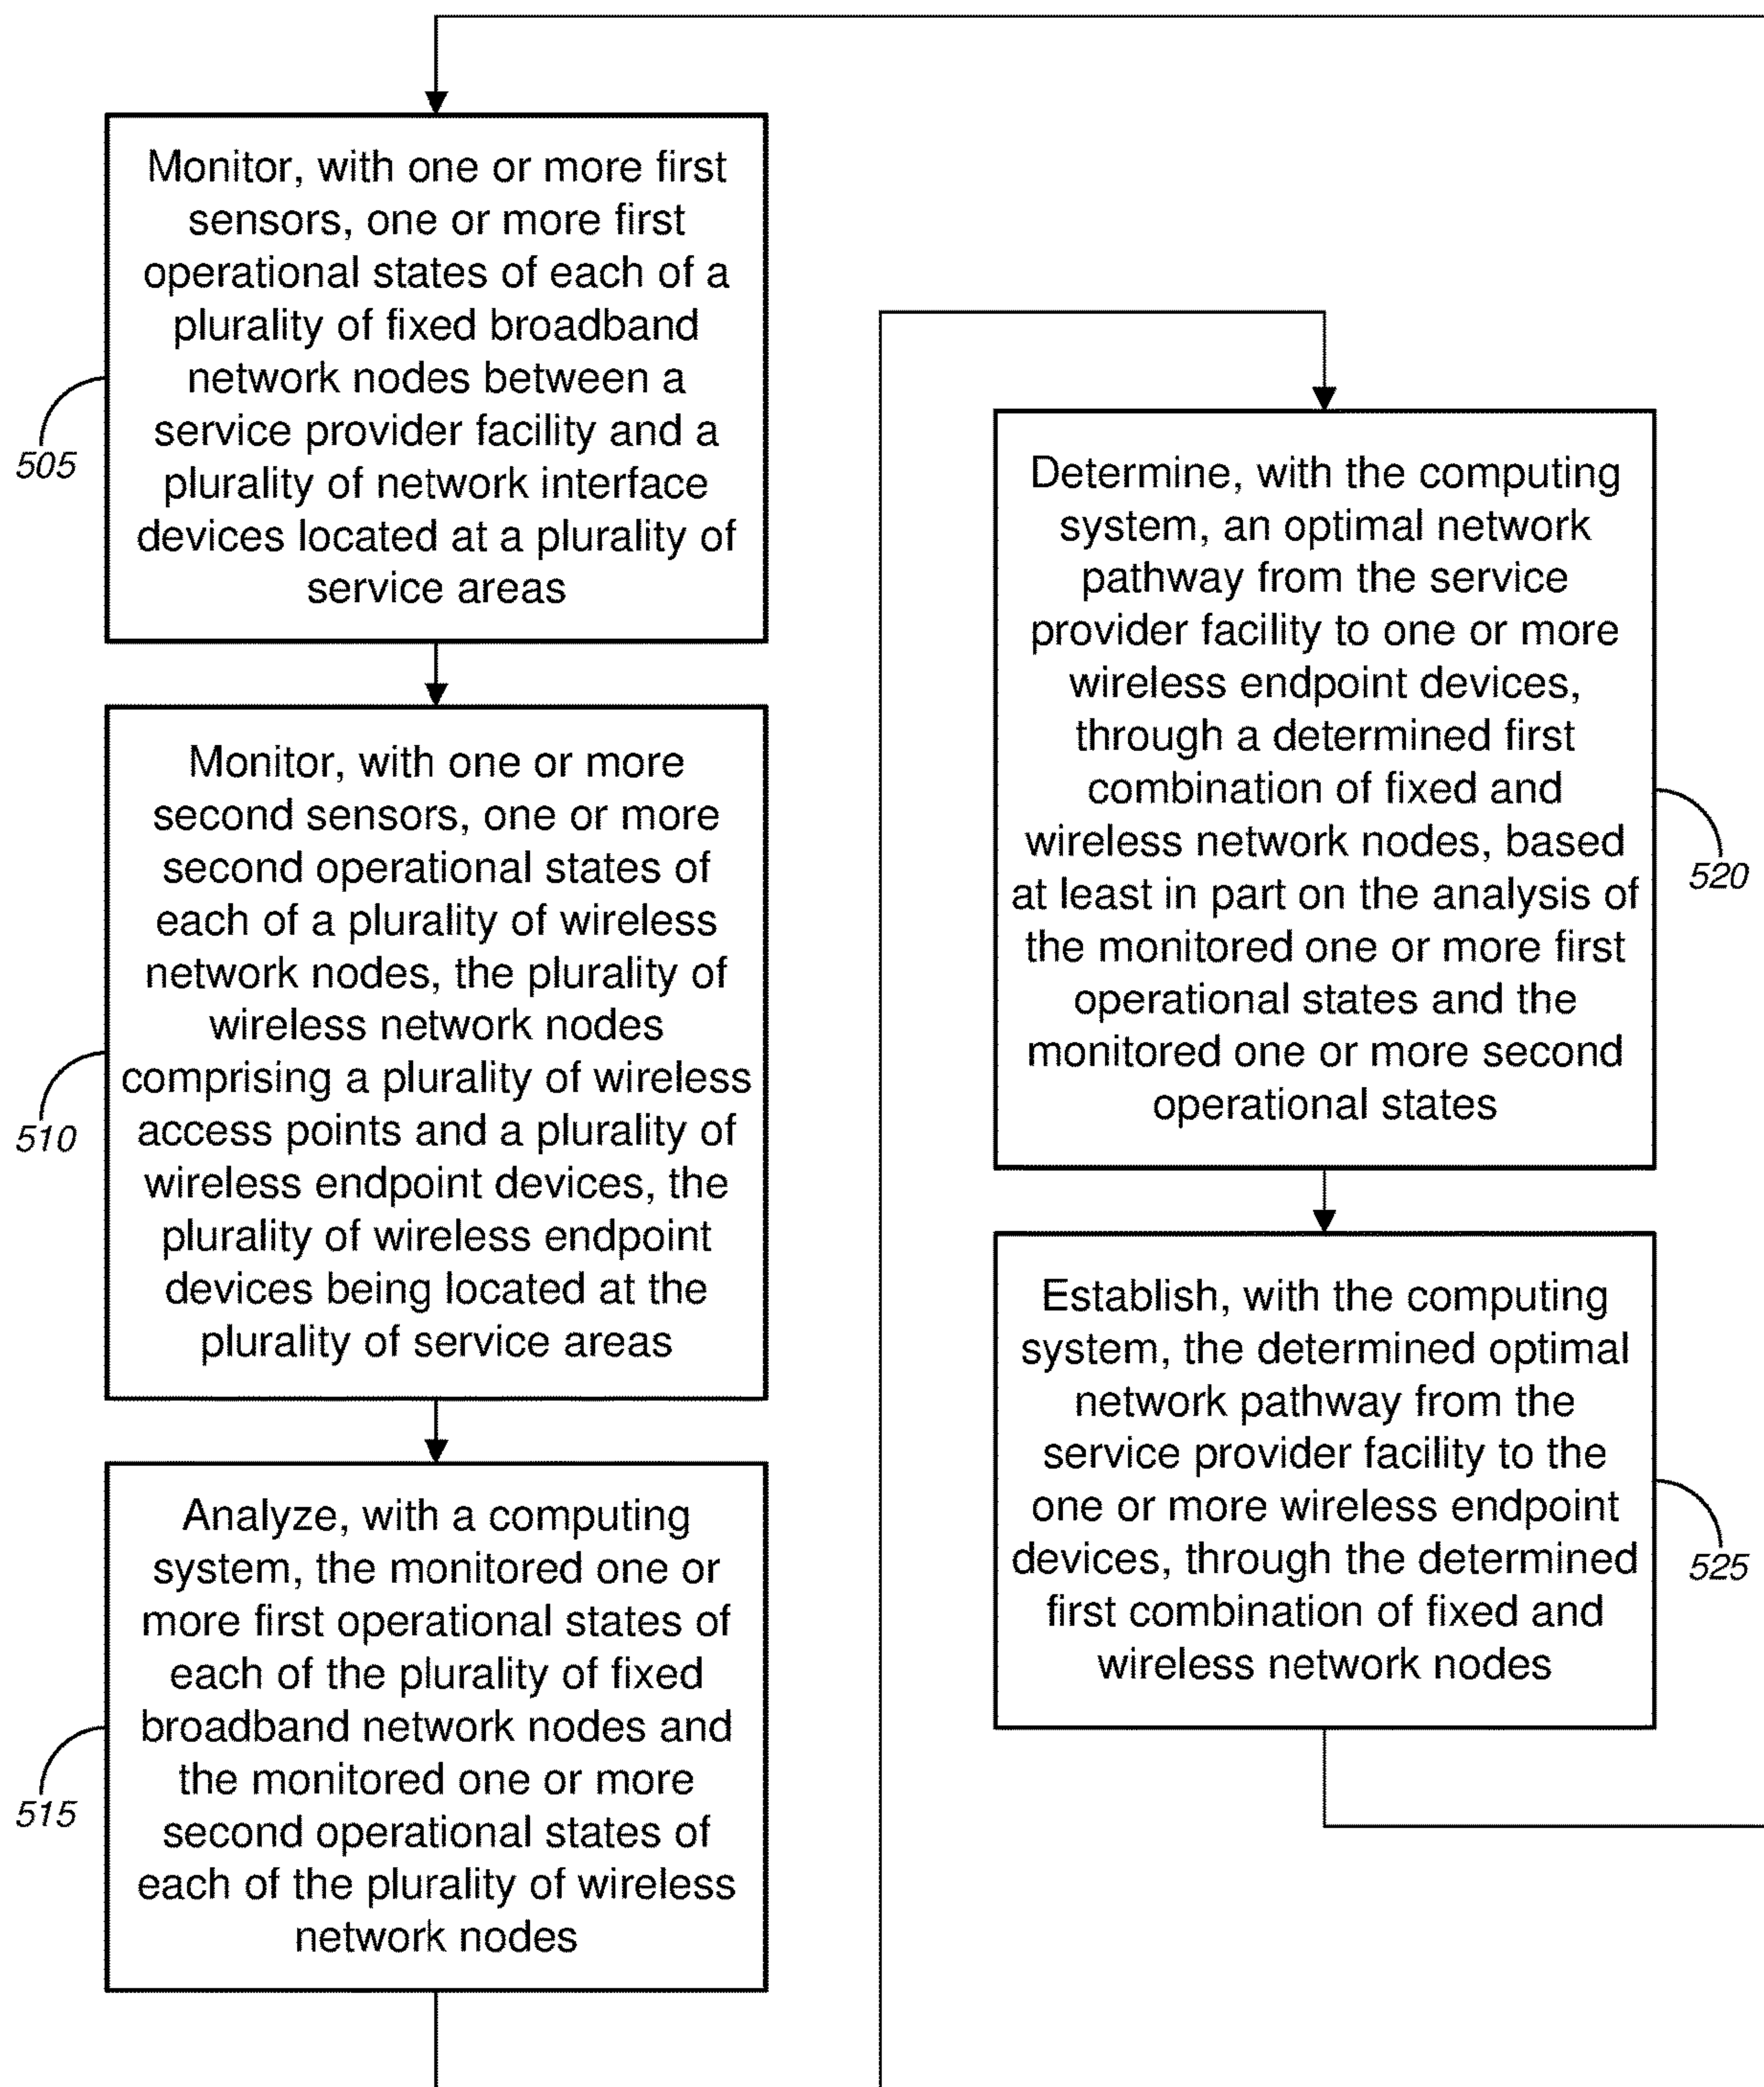 Monitor, with one or more first
sensors, one or more first
operational states of each of a
plurality of fixed broadband
network nodes between a
service provider facility and a
plurality of network interface
devices located at a plurality of
service areas
505
Monitor, with one or more
second sensors, one or more
second operational states of
each of a plurality of wireless
network nodes, the plurality of
wireless network nodes
comprising a plurality of wireless
access points and a plurality of
wireless endpoint devices, the
plurality of wireless endpoint
devices being located at the
plurality of service areas
510
Analyze, with a computing
system, the monitored one or
more first operational states of
each of the plurality of fixed
broadband network nodes and
the monitored one or more
second operational states of
each of the plurality of wireless
network nodes
515
Determine, with the computing
system, an optimal network
pathway from the service
provider facility to one or more
wireless endpoint devices,
through a determined first
combination of fixed and
wireless network nodes, based
at least in part on the analysis of
the monitored one or more first
operational states and the
monitored one or more second
operational states
520
Establish, with the computing
system, the determined optimal
network pathway from the
service provider facility to the
one or more wireless endpoint
devices, through the determined
first combination of fixed and
wireless network nodes
525